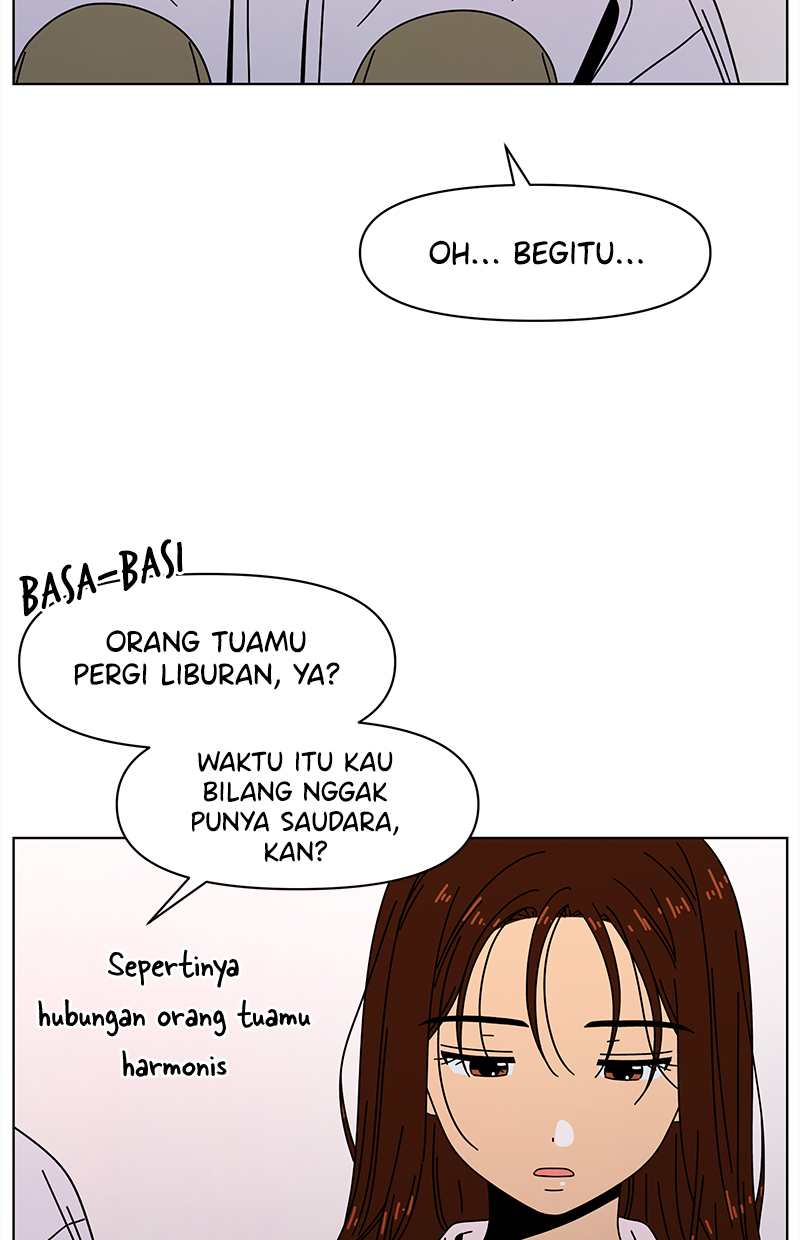 OH... BEGITU...
BASA=BASI
ORANG TUAMU
PERGI LIBURAN, YA?
WAKTU ITU KAU
BILANG NGGAK
PUNYA SAUDARA,
KAN?
Sepertinya
hubungan orang tuamu
harmonis